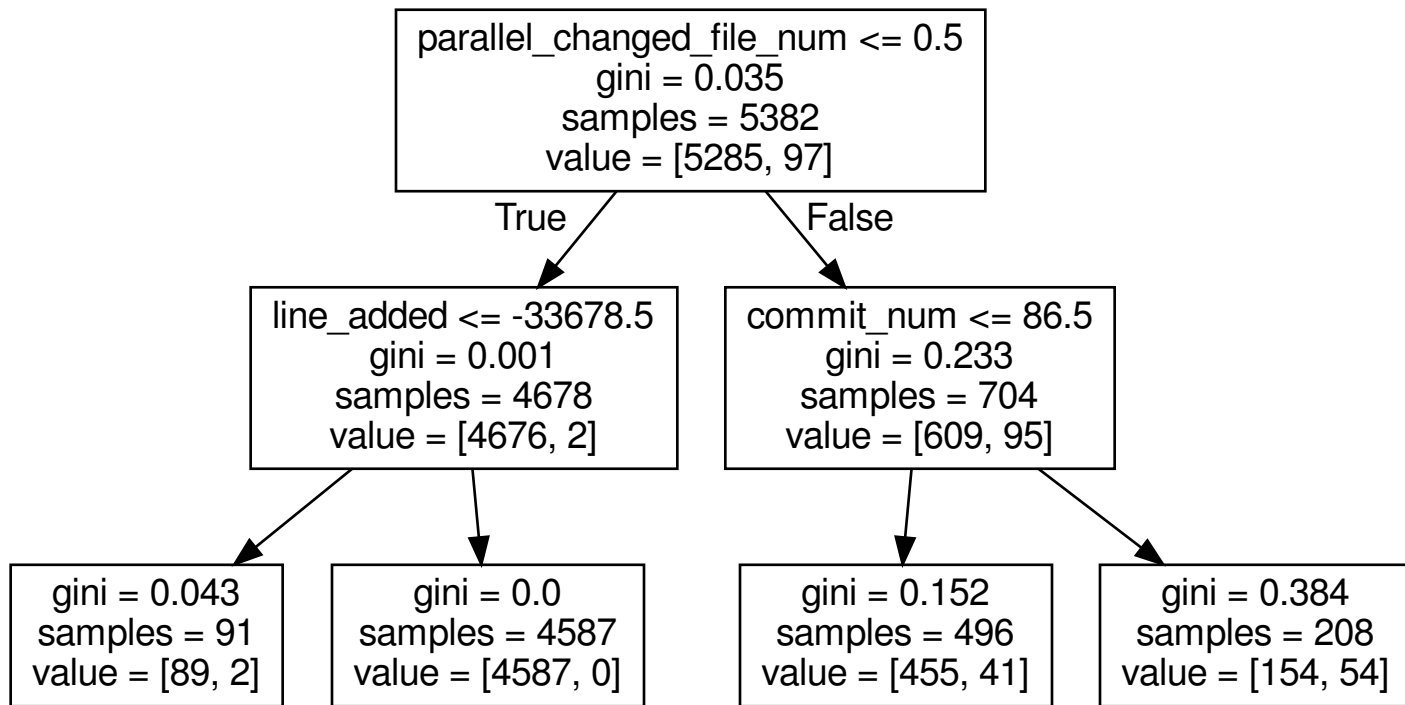 parallel_changed_file_num <= 0.5
gini = 0.035
samples = 5382
value = [5285, 97]
True
False
line_added <= -33678.5
gini = 0.001
samples = 4678
value = [4676, 2]
commit_num <= 86.5
gini = 0.233
samples = 704
value = [609, 95]
gini = 0.043
samples = 91
value = [89, 2]
gini = 0.0
samples = 4587
value = [4587, 0]
gini = 0.152
samples = 496
value = [455, 41]
gini = 0.384
samples = 208
value = [154, 54]